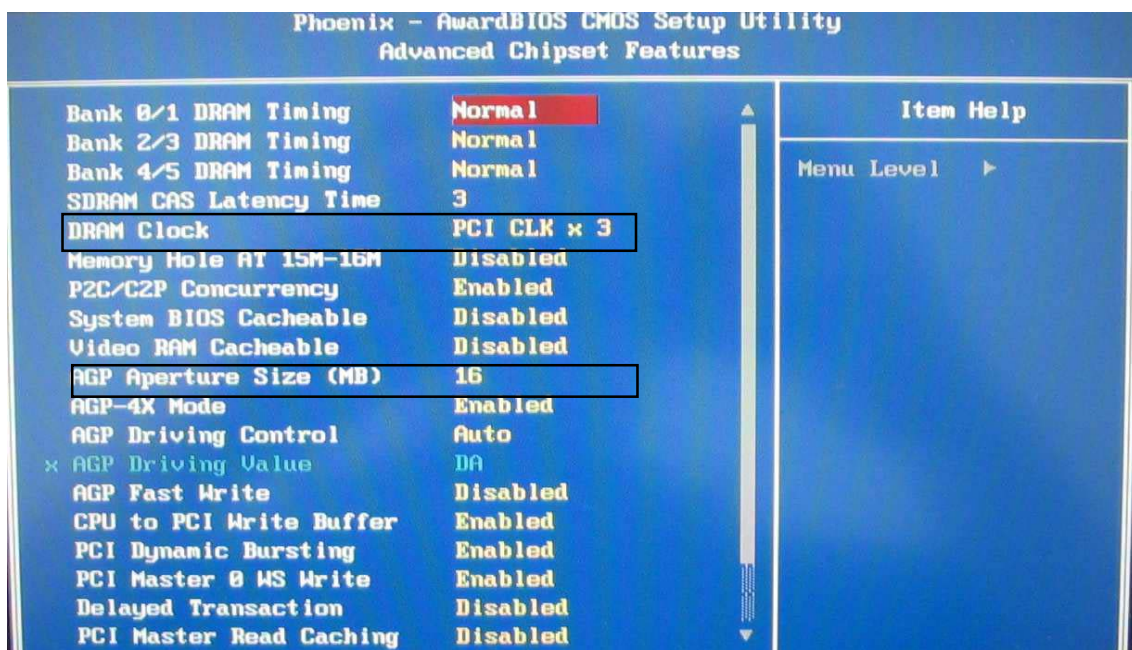 Phoenix - AwardBIOS CMOS Setup Utility
Advanced Chipset Features
Bank 0/1 DRAM Timing Normal
Bank 2/3 DRAM Timing Normal
Bank 4/5 DRAM Timing Normal
SDRAM CAS Latency Time 3
DRAM Clock PCI CLK x 3
Memory Hole AT 15M-16M Disabled
P2C/C2P Concurrency Enabled
System BIOS Cacheable Disabled
Video RAM Cacheable Disabled
AGP Aperture Size (MB) 16
AGP-4X Mode Enabled
AGP Driving Control Auto
x AGP Driving Value DA
AGP Fast Write Disabled
CPU to PCI Write Buffer Enabled
PCI Dynamic Bursting Enabled
PCI Master 0 WS Write Enabled
Delayed Transaction Disabled
PCI Master Read Caching Disabled
Item Help
Menu Level ►